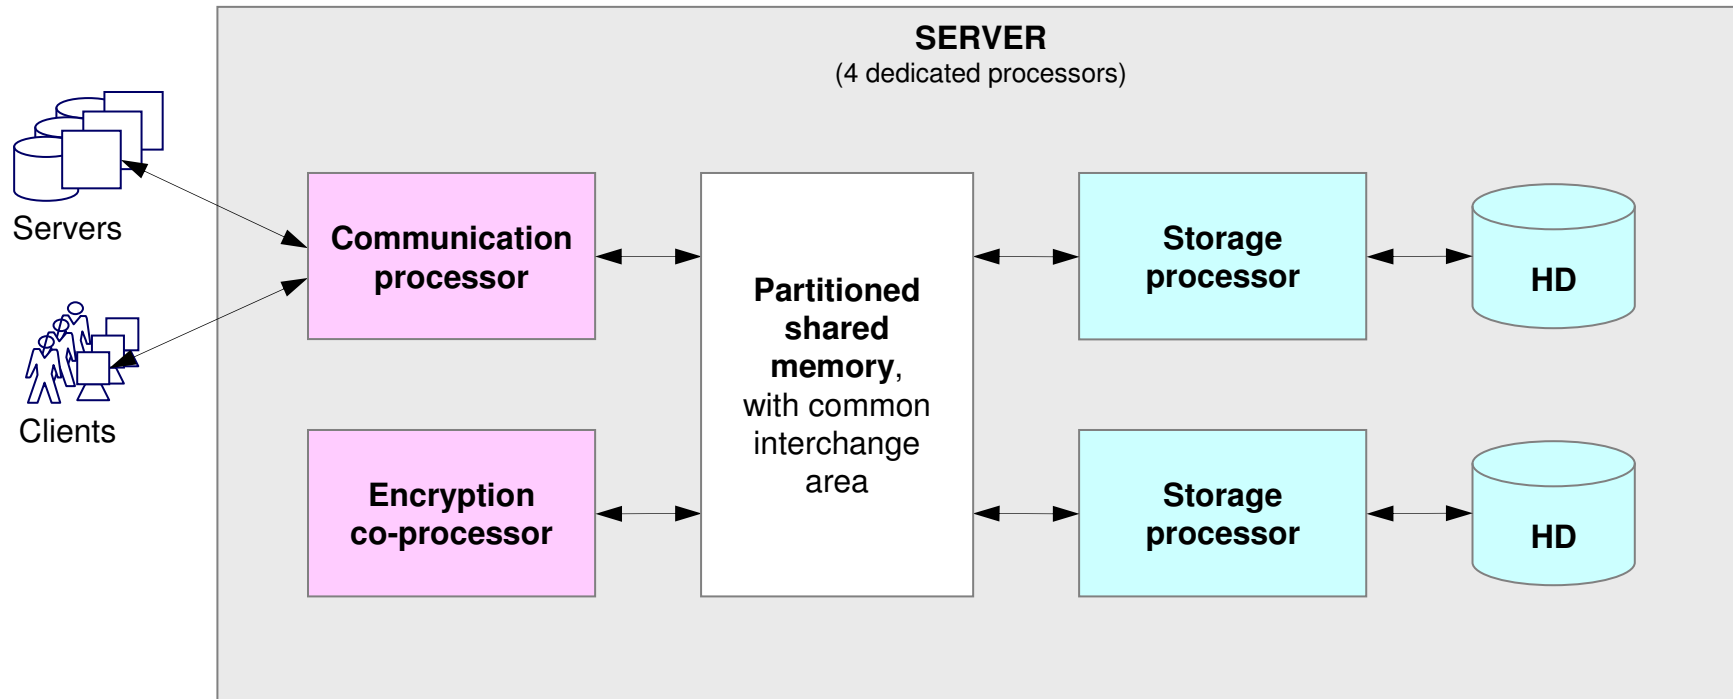 SERVER
(4 dedicated processors)
Servers
Clients
Communication
processor
Encryption
co-processor
Partitioned
shared
memory,
with common
interchange
area
Storage
processor
HD
Storage
processor
HD